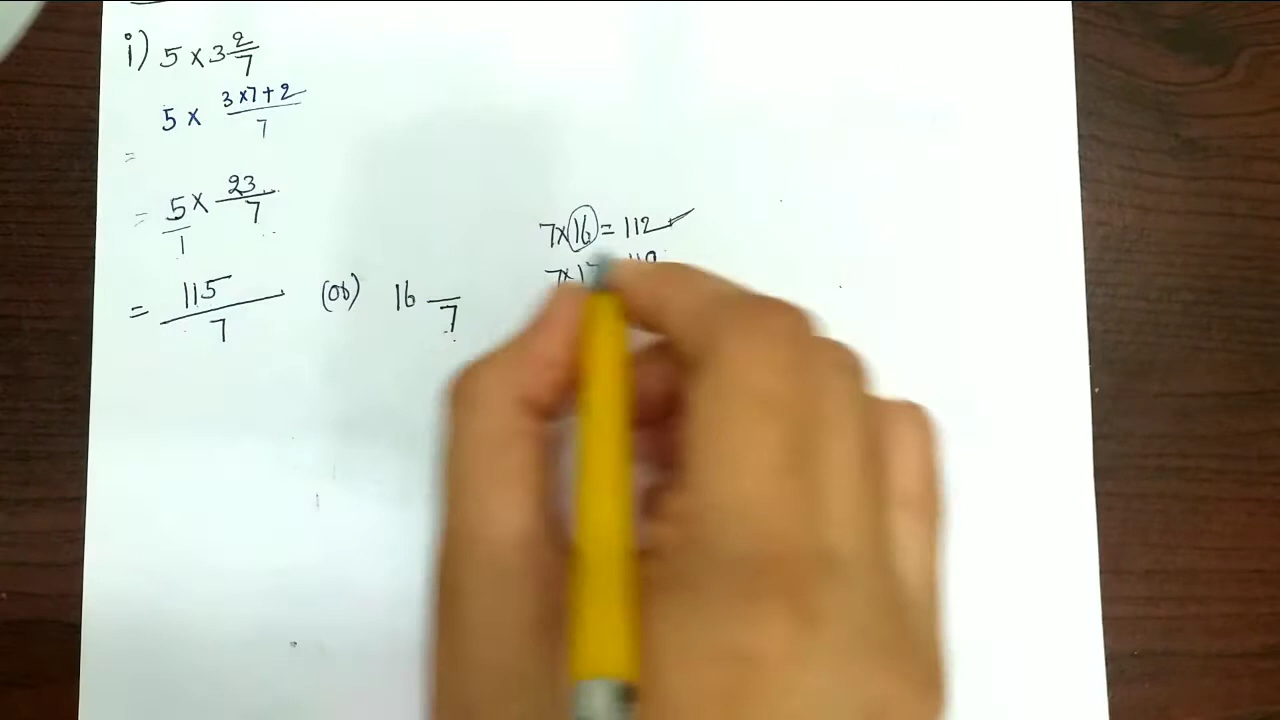 i) 5 × 3 2/7
5 × 3×7+2/7
=
= 5/1 × 23/7
= 115/7 (or) 16 /7
7×16 = 112 ✓